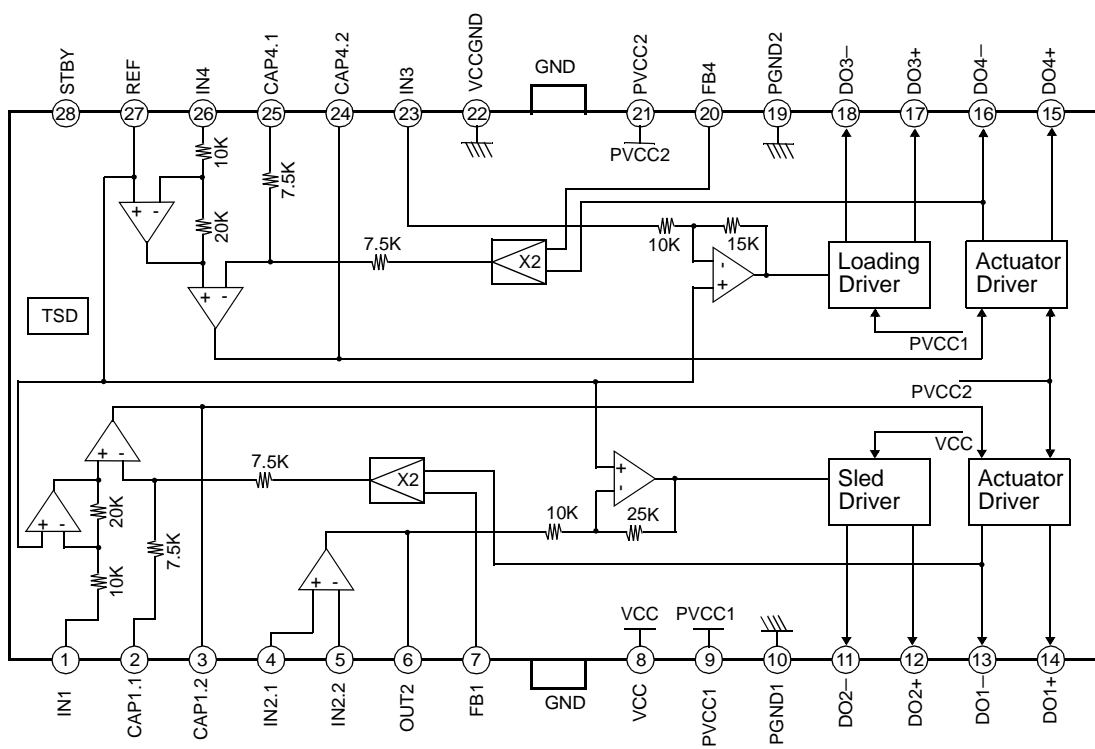 STBY
REF
IN4
CAP4.1
CAP4.2
IN3
VCCGND
GND
PVCC2
FB4
PGND2
DO3−
DO3+
DO4−
DO4+
28
27
26
25
24
23
22
21
20
19
18
17
16
15
PVCC2
10K
7.5K
20K
+ -
7.5K
X2
10K
15K
-
+
Loading
Driver
Actuator
Driver
+ -
TSD
PVCC1
PVCC2
VCC
+ -
7.5K
X2
+
-
Sled
Driver
Actuator
Driver
20K
+ -
7.5K
10K
25K
10K
+ -
VCC
PVCC1
1
2
3
4
5
6
7
8
9
10
11
12
13
14
IN1
CAP1.1
CAP1.2
IN2.1
IN2.2
OUT2
FB1
GND
VCC
PVCC1
PGND1
DO2−
DO2+
DO1−
DO1+